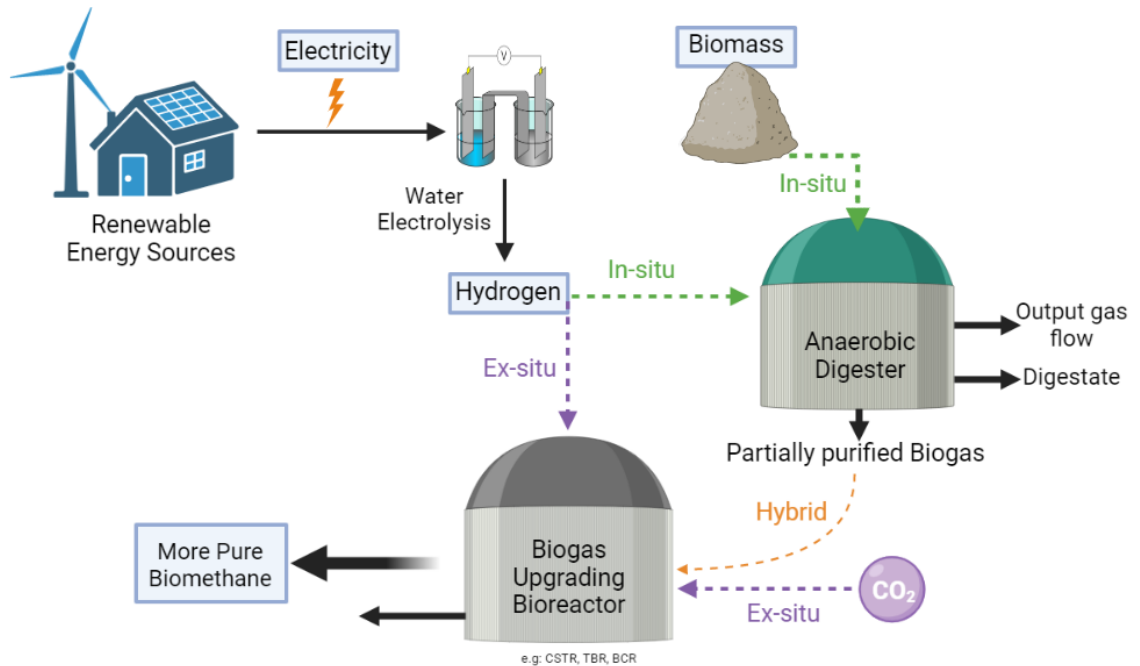 Electricity
V
Biomass
Renewable
Energy Sources
Water
Electrolysis
In-situ
Hydrogen
In-situ
Ex-situ
Anaerobic
Digester
Output gas
flow
Digestate
Partially purified Biogas
Hybrid
More Pure
Biomethane
Biogas
Upgrading
Bioreactor
CO₂
Ex-situ
e.g: CSTR, TBR, BCR